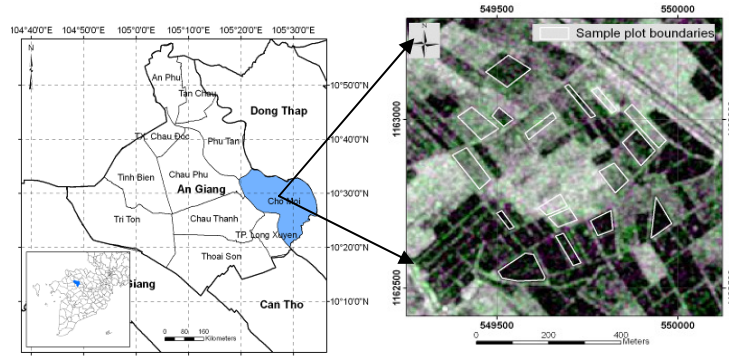 104°40'0"E 104°50'0"E 105°0'0"E 105°10'0"E 105°20'0"E 105°30'0"E
N
An Phu
Tan Chau
Dong Thap
10°50'0"N
TX. Chau Doc
Phu Tan
10°40'0"N
Tinh Bien
Chau Phu
An Giang
Cho Moi
10°30'0"N
Tri Ton
Chau Thanh
TP. Long Xuyen
10°20'0"N
Thoai Son
Giang
Can Tho
10°10'0"N
0 80 160
Kilometers
549500 550000
N
Sample plot boundaries
1163000
1162500
549500 550000
0 200 400
Meters